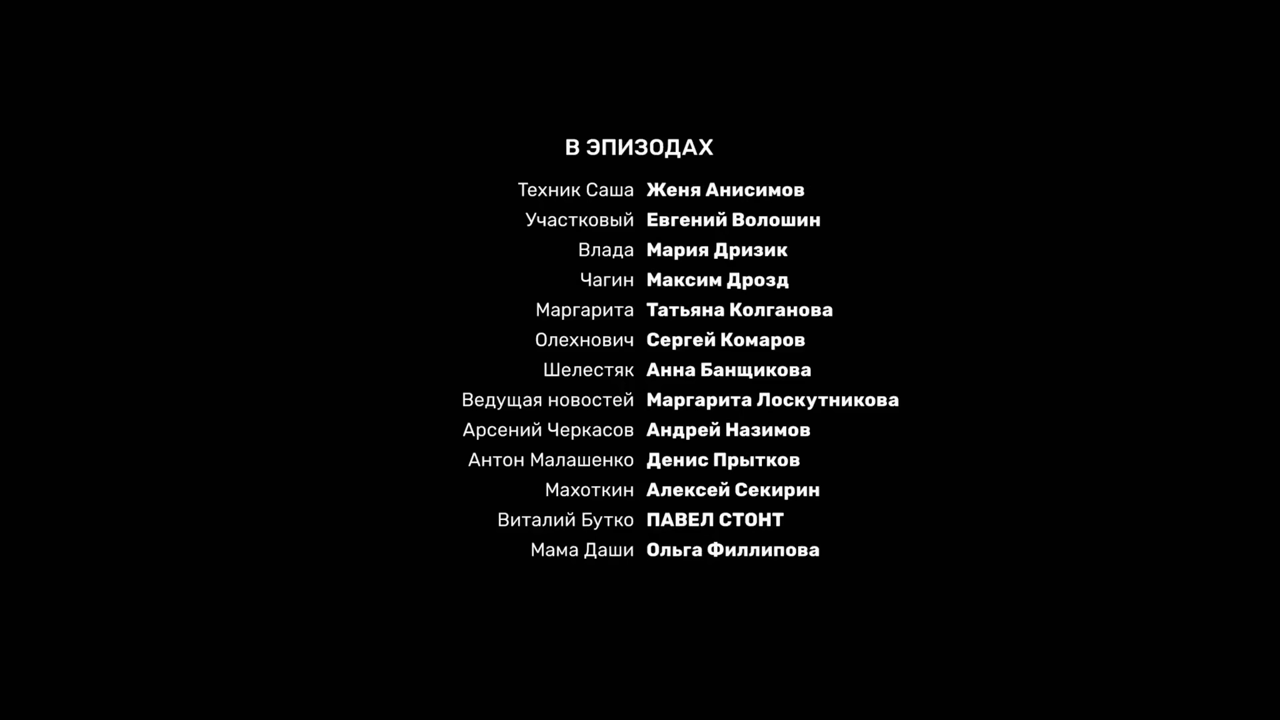 В ЭПИЗОДАХ
Техник Саша Женя Анисимов
Участковый Евгений Волошин
Влада Мария Дризик
Чагин Максим Дрозд
Маргарита Татьяна Колганова
Олехнович Сергей Комаров
Шелестяк Анна Банщикова
Ведущая новостей Маргарита Лоскутникова
Арсений Черкасов Андрей Назимов
Антон Малашенко Денис Прытков
Махоткин Алексей Секирин
Виталий Бутко ПАВЕЛ СТОНТ
Мама Даши Ольга Филлипова